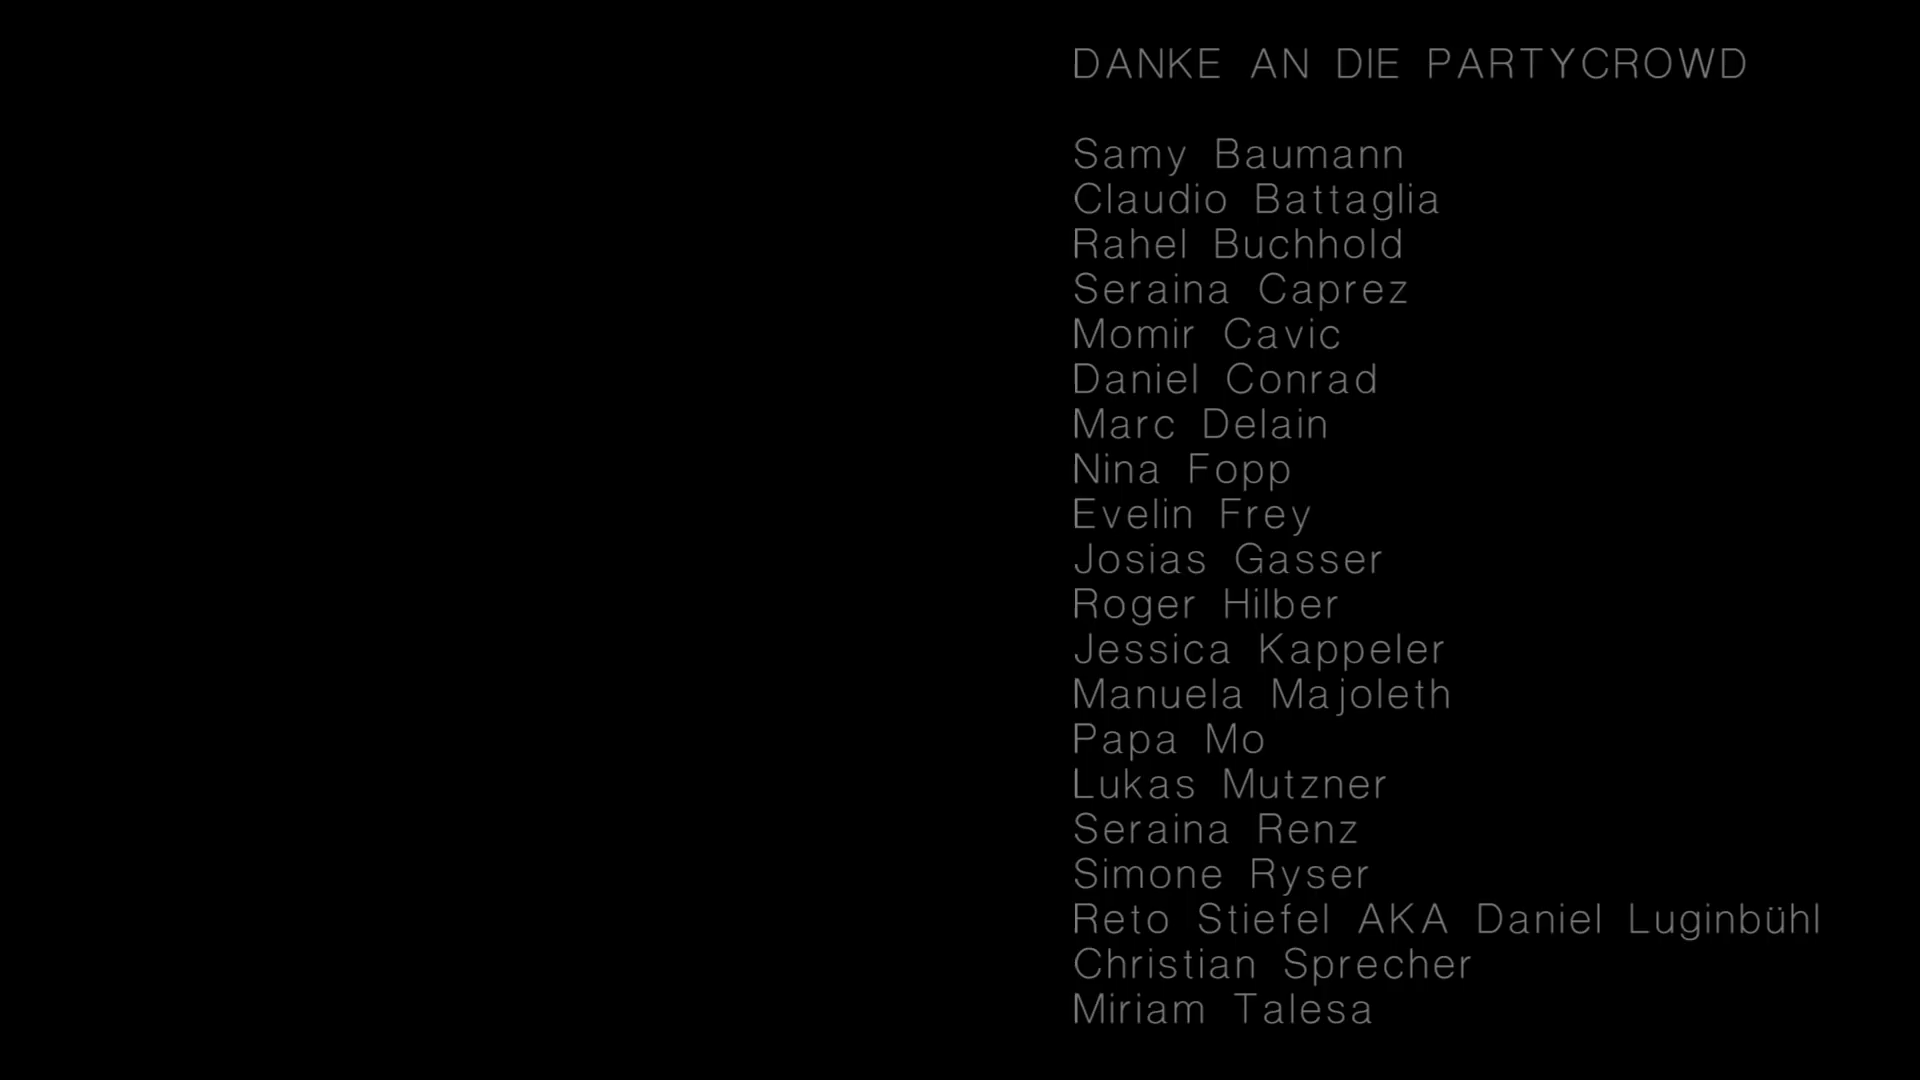 DANKE AN DIE PARTYCROWD
Samy Baumann
Claudio Battaglia
Rahel Buchhold
Seraina Caprez
Momir Cavic
Daniel Conrad
Marc Delain
Nina Fopp
Evelin Frey
Josias Gasser
Roger Hilber
Jessica Kappeler
Manuela Majoleth
Papa Mo
Lukas Mutzner
Seraina Renz
Simone Ryser
Reto Stiefel AKA Daniel Luginbühl
Christian Sprecher
Miriam Talesa